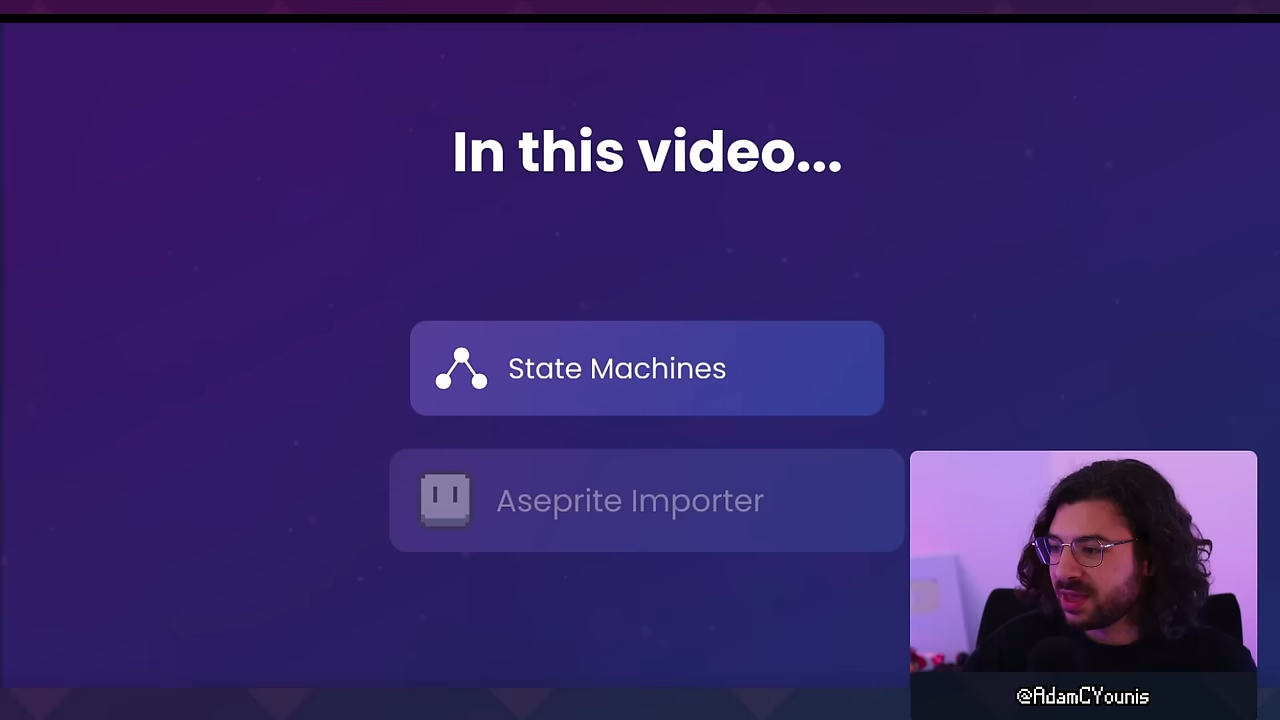 In this video...
State Machines
Aseprite Importer
@AdamCYounis